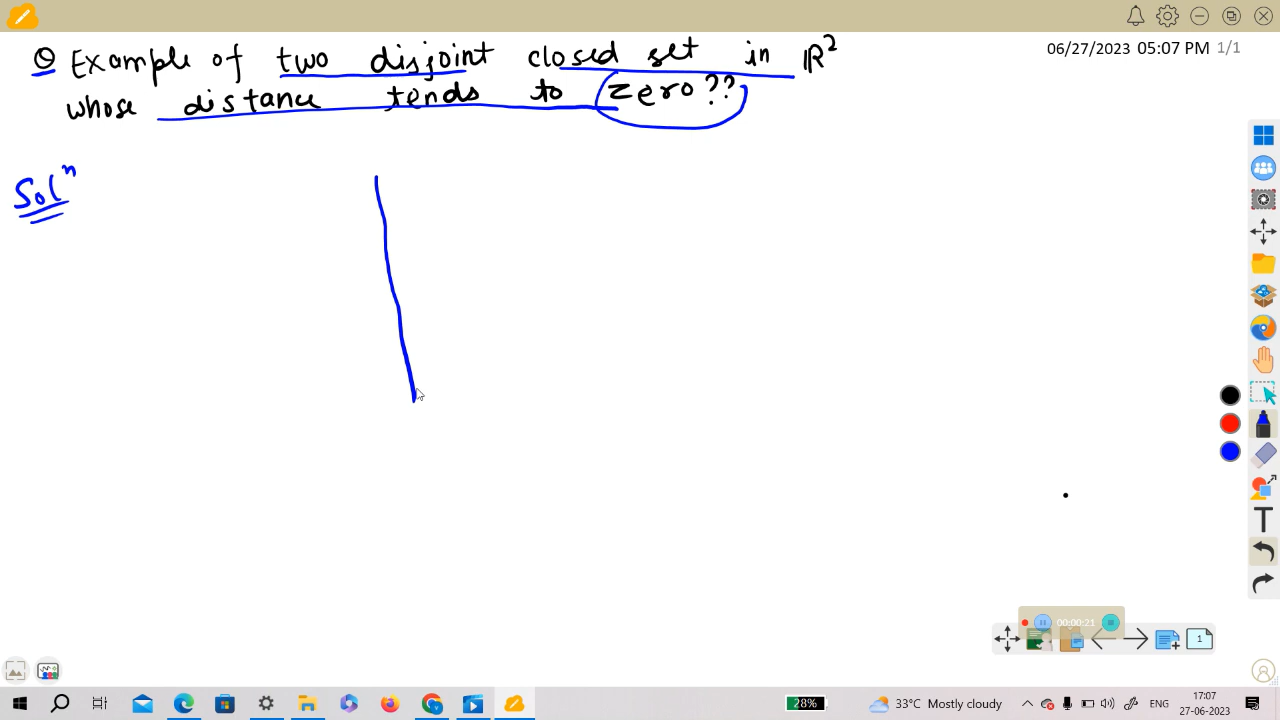 Q Example of two disjoint closed set in ℝ²
whose distance tends to zero??
Solⁿ
06/27/2023 05:07 PM 1/1
00:00:21
1
28%
33°C Mostly cloudy
ENG
17:07
27-06-2023